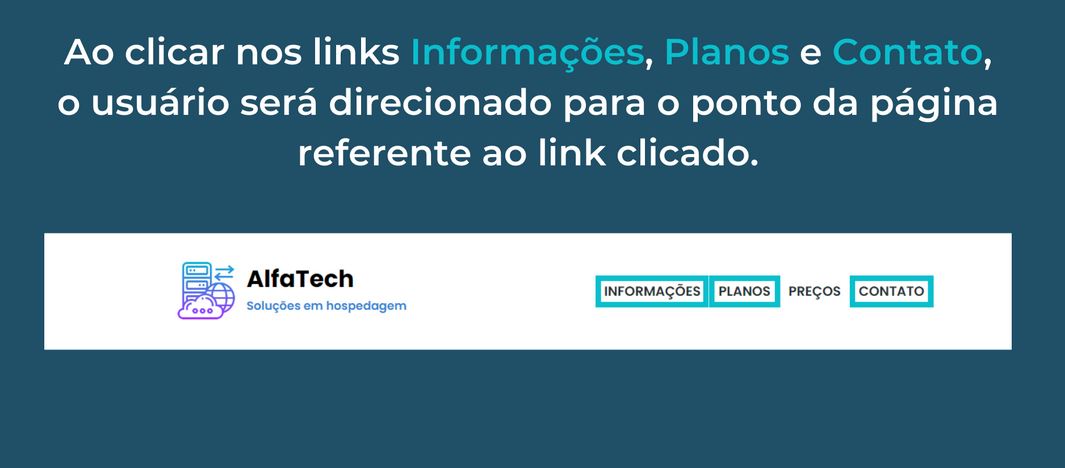 Ao clicar nos links Informações, Planos e Contato,
o usuário será direcionado para o ponto da página
referente ao link clicado.
AlfaTech
Soluções em hospedagem
INFORMAÇÕES PLANOS PREÇOS CONTATO